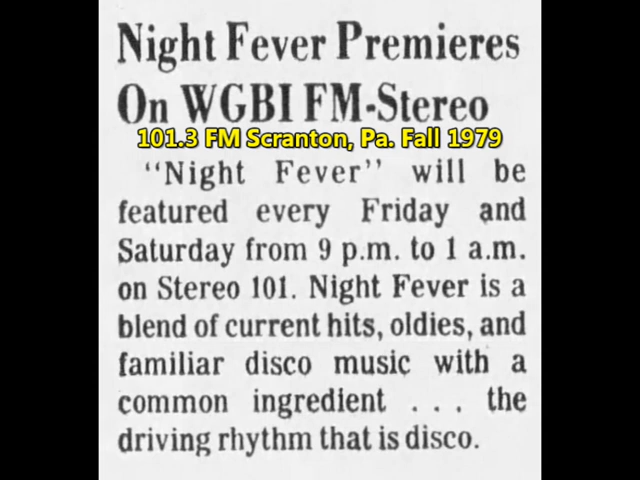 Night Fever Premieres
On WGBI FM-Stereo
101.3 FM Scranton, Pa. Fall 1979
"Night Fever" will be
featured every Friday and
Saturday from 9 p.m. to 1 a.m.
on Stereo 101. Night Fever is a
blend of current hits, oldies, and
familiar disco music with a
common ingredient . . . the
driving rhythm that is disco.